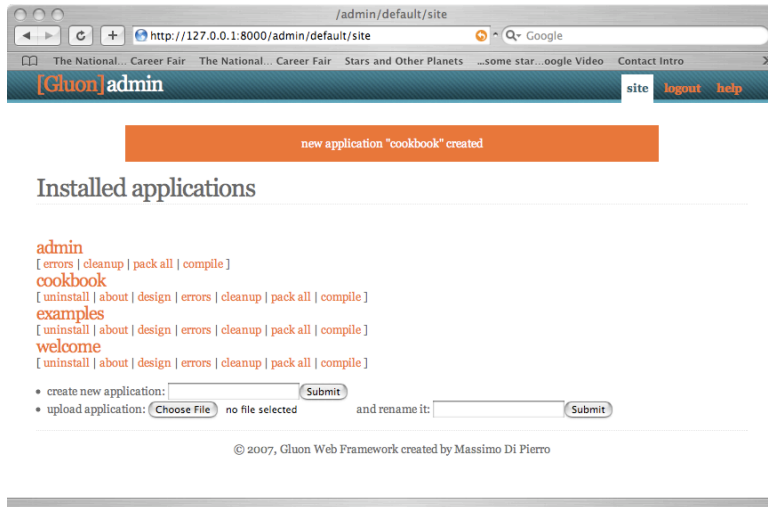 /admin/default/site
http://127.0.0.1:8000/admin/default/site
Google
The National... Career Fair The National... Career Fair Stars and Other Planets ...some star...oogle Video Contact Intro
[Gluon]admin site logout help
new application "cookbook" created
Installed applications
admin
[ errors | cleanup | pack all | compile ]
cookbook
[ uninstall | about | design | errors | cleanup | pack all | compile ]
examples
[ uninstall | about | design | errors | cleanup | pack all | compile ]
welcome
[ uninstall | about | design | errors | cleanup | pack all | compile ]
• create new application: Submit
• upload application: Choose File no file selected and rename it: Submit
© 2007, Gluon Web Framework created by Massimo Di Pierro